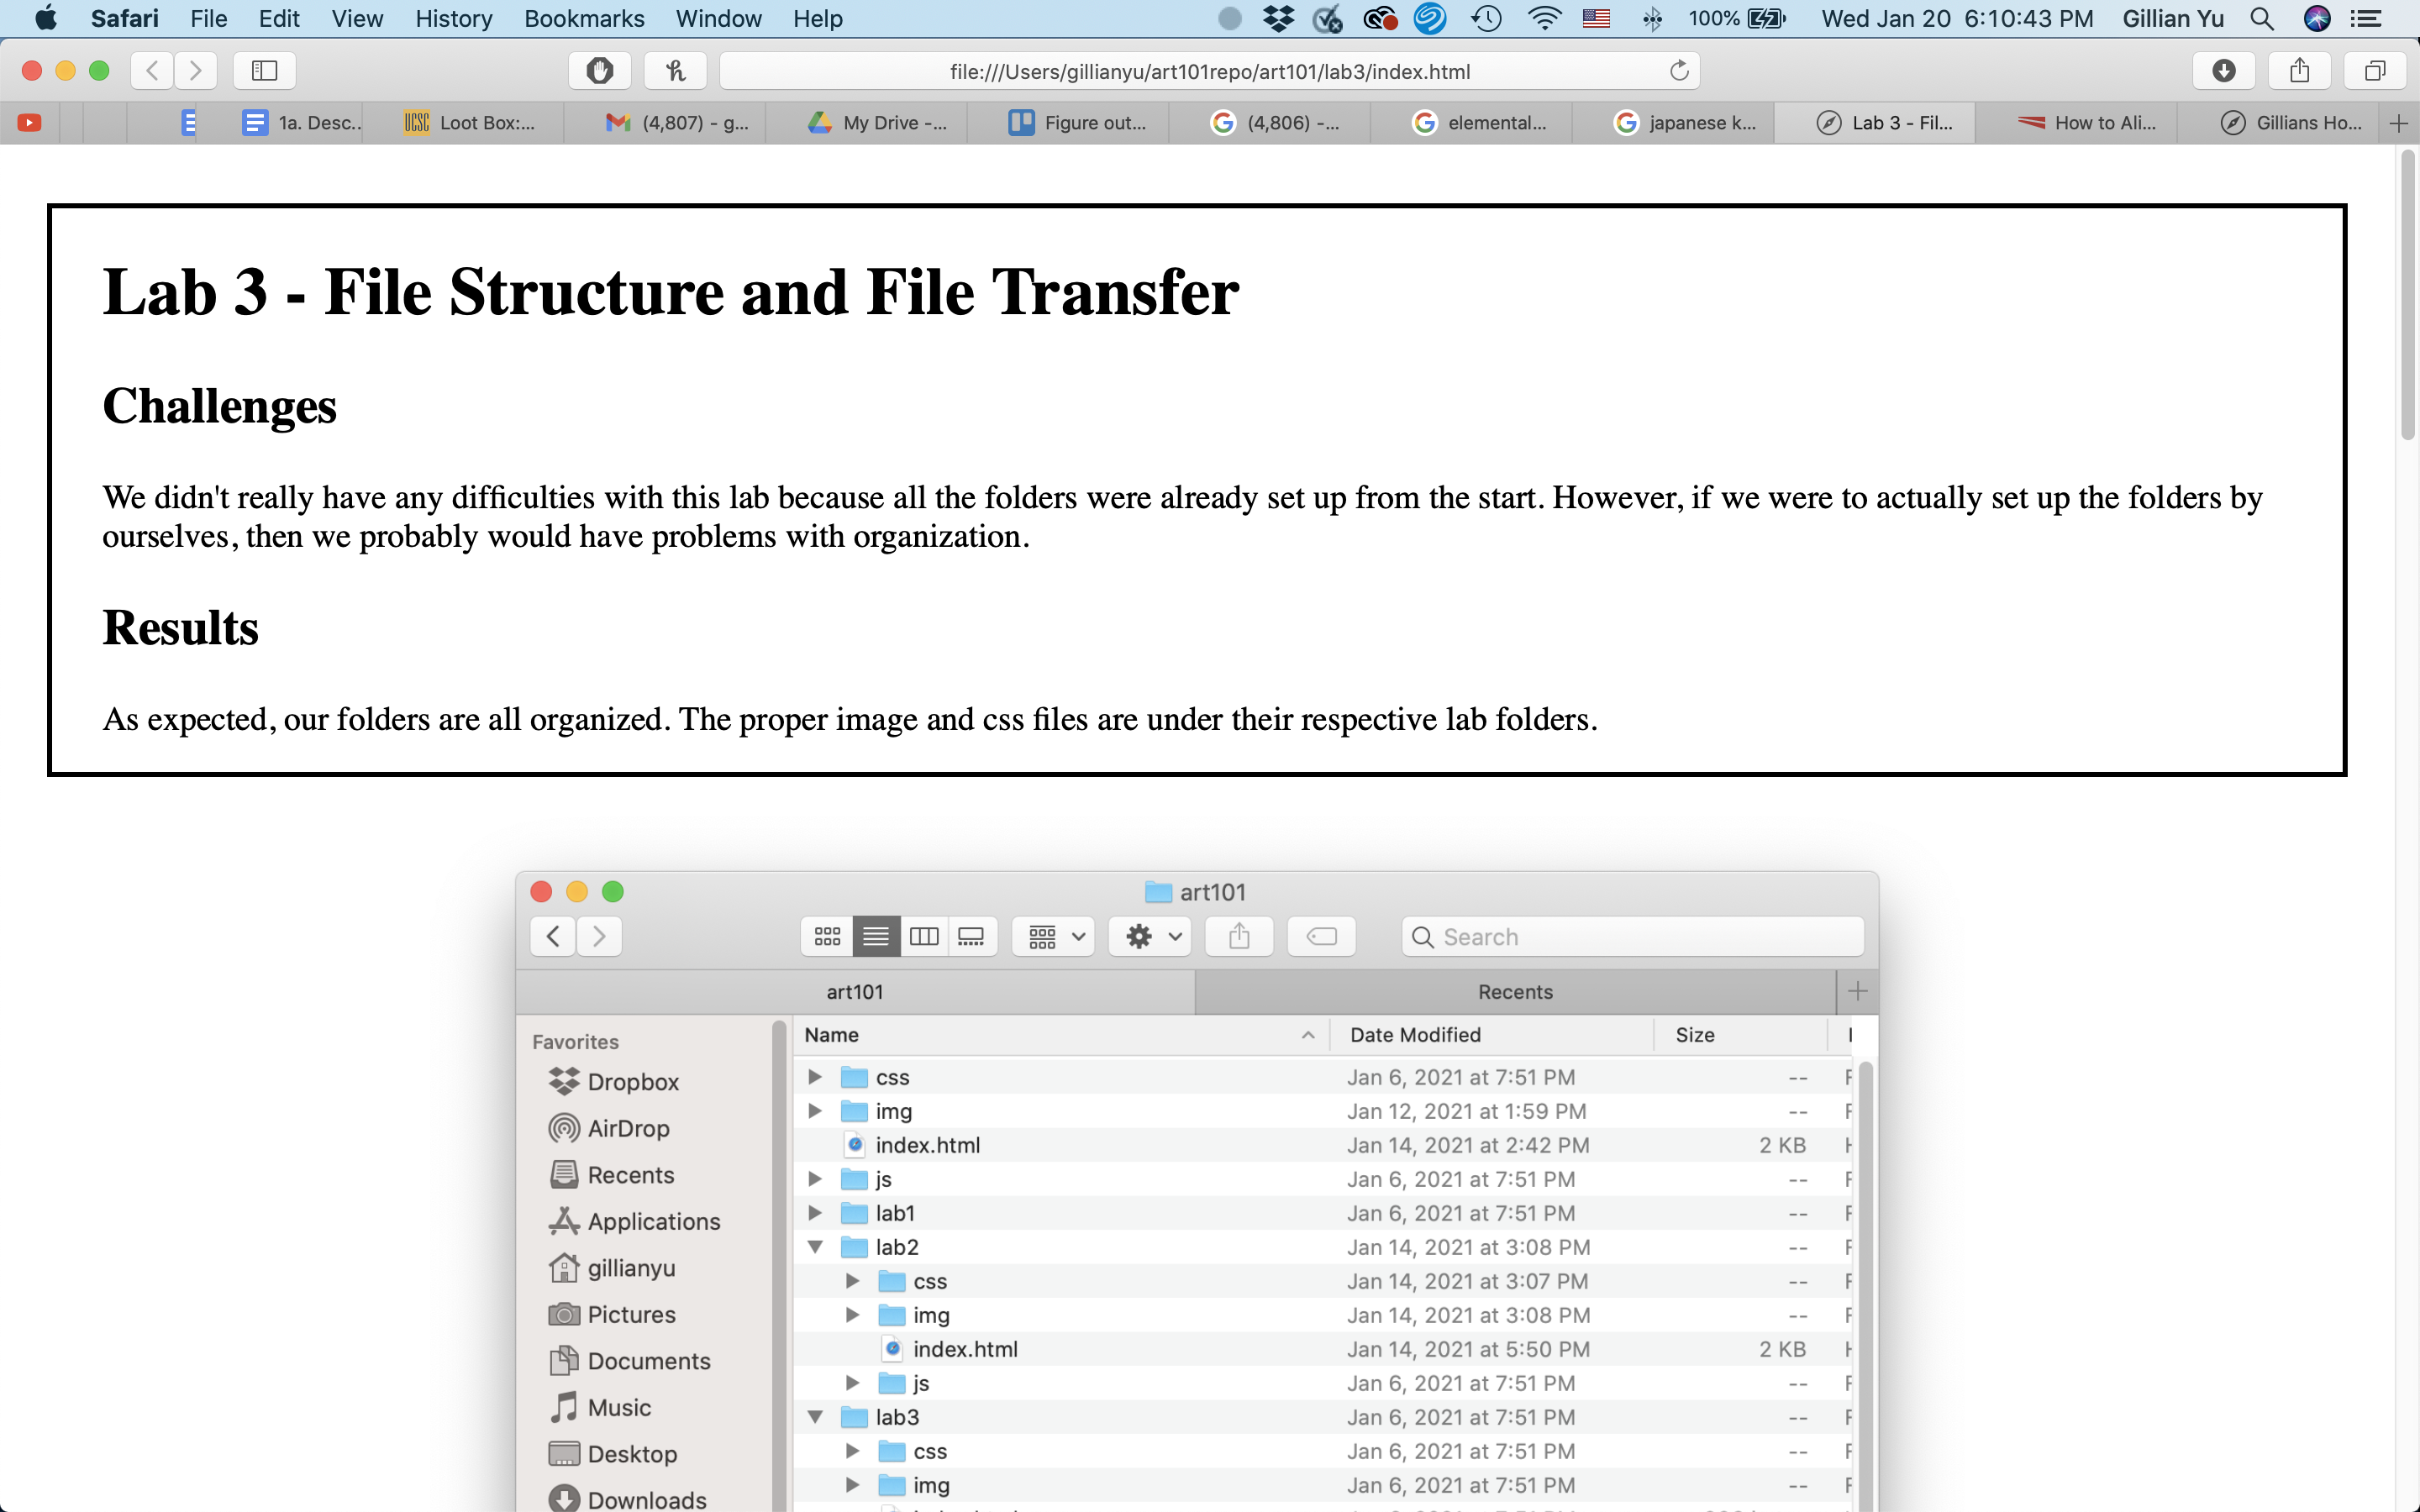 Safari File Edit View History Bookmarks Window Help 100% Wed Jan 20 6:10:43 PM Gillian Yu
file:///Users/gillianyu/art101repo/art101/lab3/index.html
1a. Desc... UCSC Loot Box:... (4,807) - g... My Drive -... Figure out... (4,806) -... elemental... japanese k... Lab 3 - Fil... How to Ali... Gillians Ho...
Lab 3 - File Structure and File Transfer
Challenges
We didn't really have any difficulties with this lab because all the folders were already set up from the start. However, if we were to actually set up the folders by
ourselves, then we probably would have problems with organization.
Results
As expected, our folders are all organized. The proper image and css files are under their respective lab folders.
art101
Search
art101 Recents
Favorites
Dropbox
AirDrop
Recents
Applications
gillianyu
Pictures
Documents
Music
Desktop
Downloads
Name Date Modified Size
css Jan 6, 2021 at 7:51 PM --
img Jan 12, 2021 at 1:59 PM --
index.html Jan 14, 2021 at 2:42 PM 2 KB
js Jan 6, 2021 at 7:51 PM --
lab1 Jan 6, 2021 at 7:51 PM --
lab2 Jan 14, 2021 at 3:08 PM --
css Jan 14, 2021 at 3:07 PM --
img Jan 14, 2021 at 3:08 PM --
index.html Jan 14, 2021 at 5:50 PM 2 KB
js Jan 6, 2021 at 7:51 PM --
lab3 Jan 6, 2021 at 7:51 PM --
css Jan 6, 2021 at 7:51 PM --
img Jan 6, 2021 at 7:51 PM --